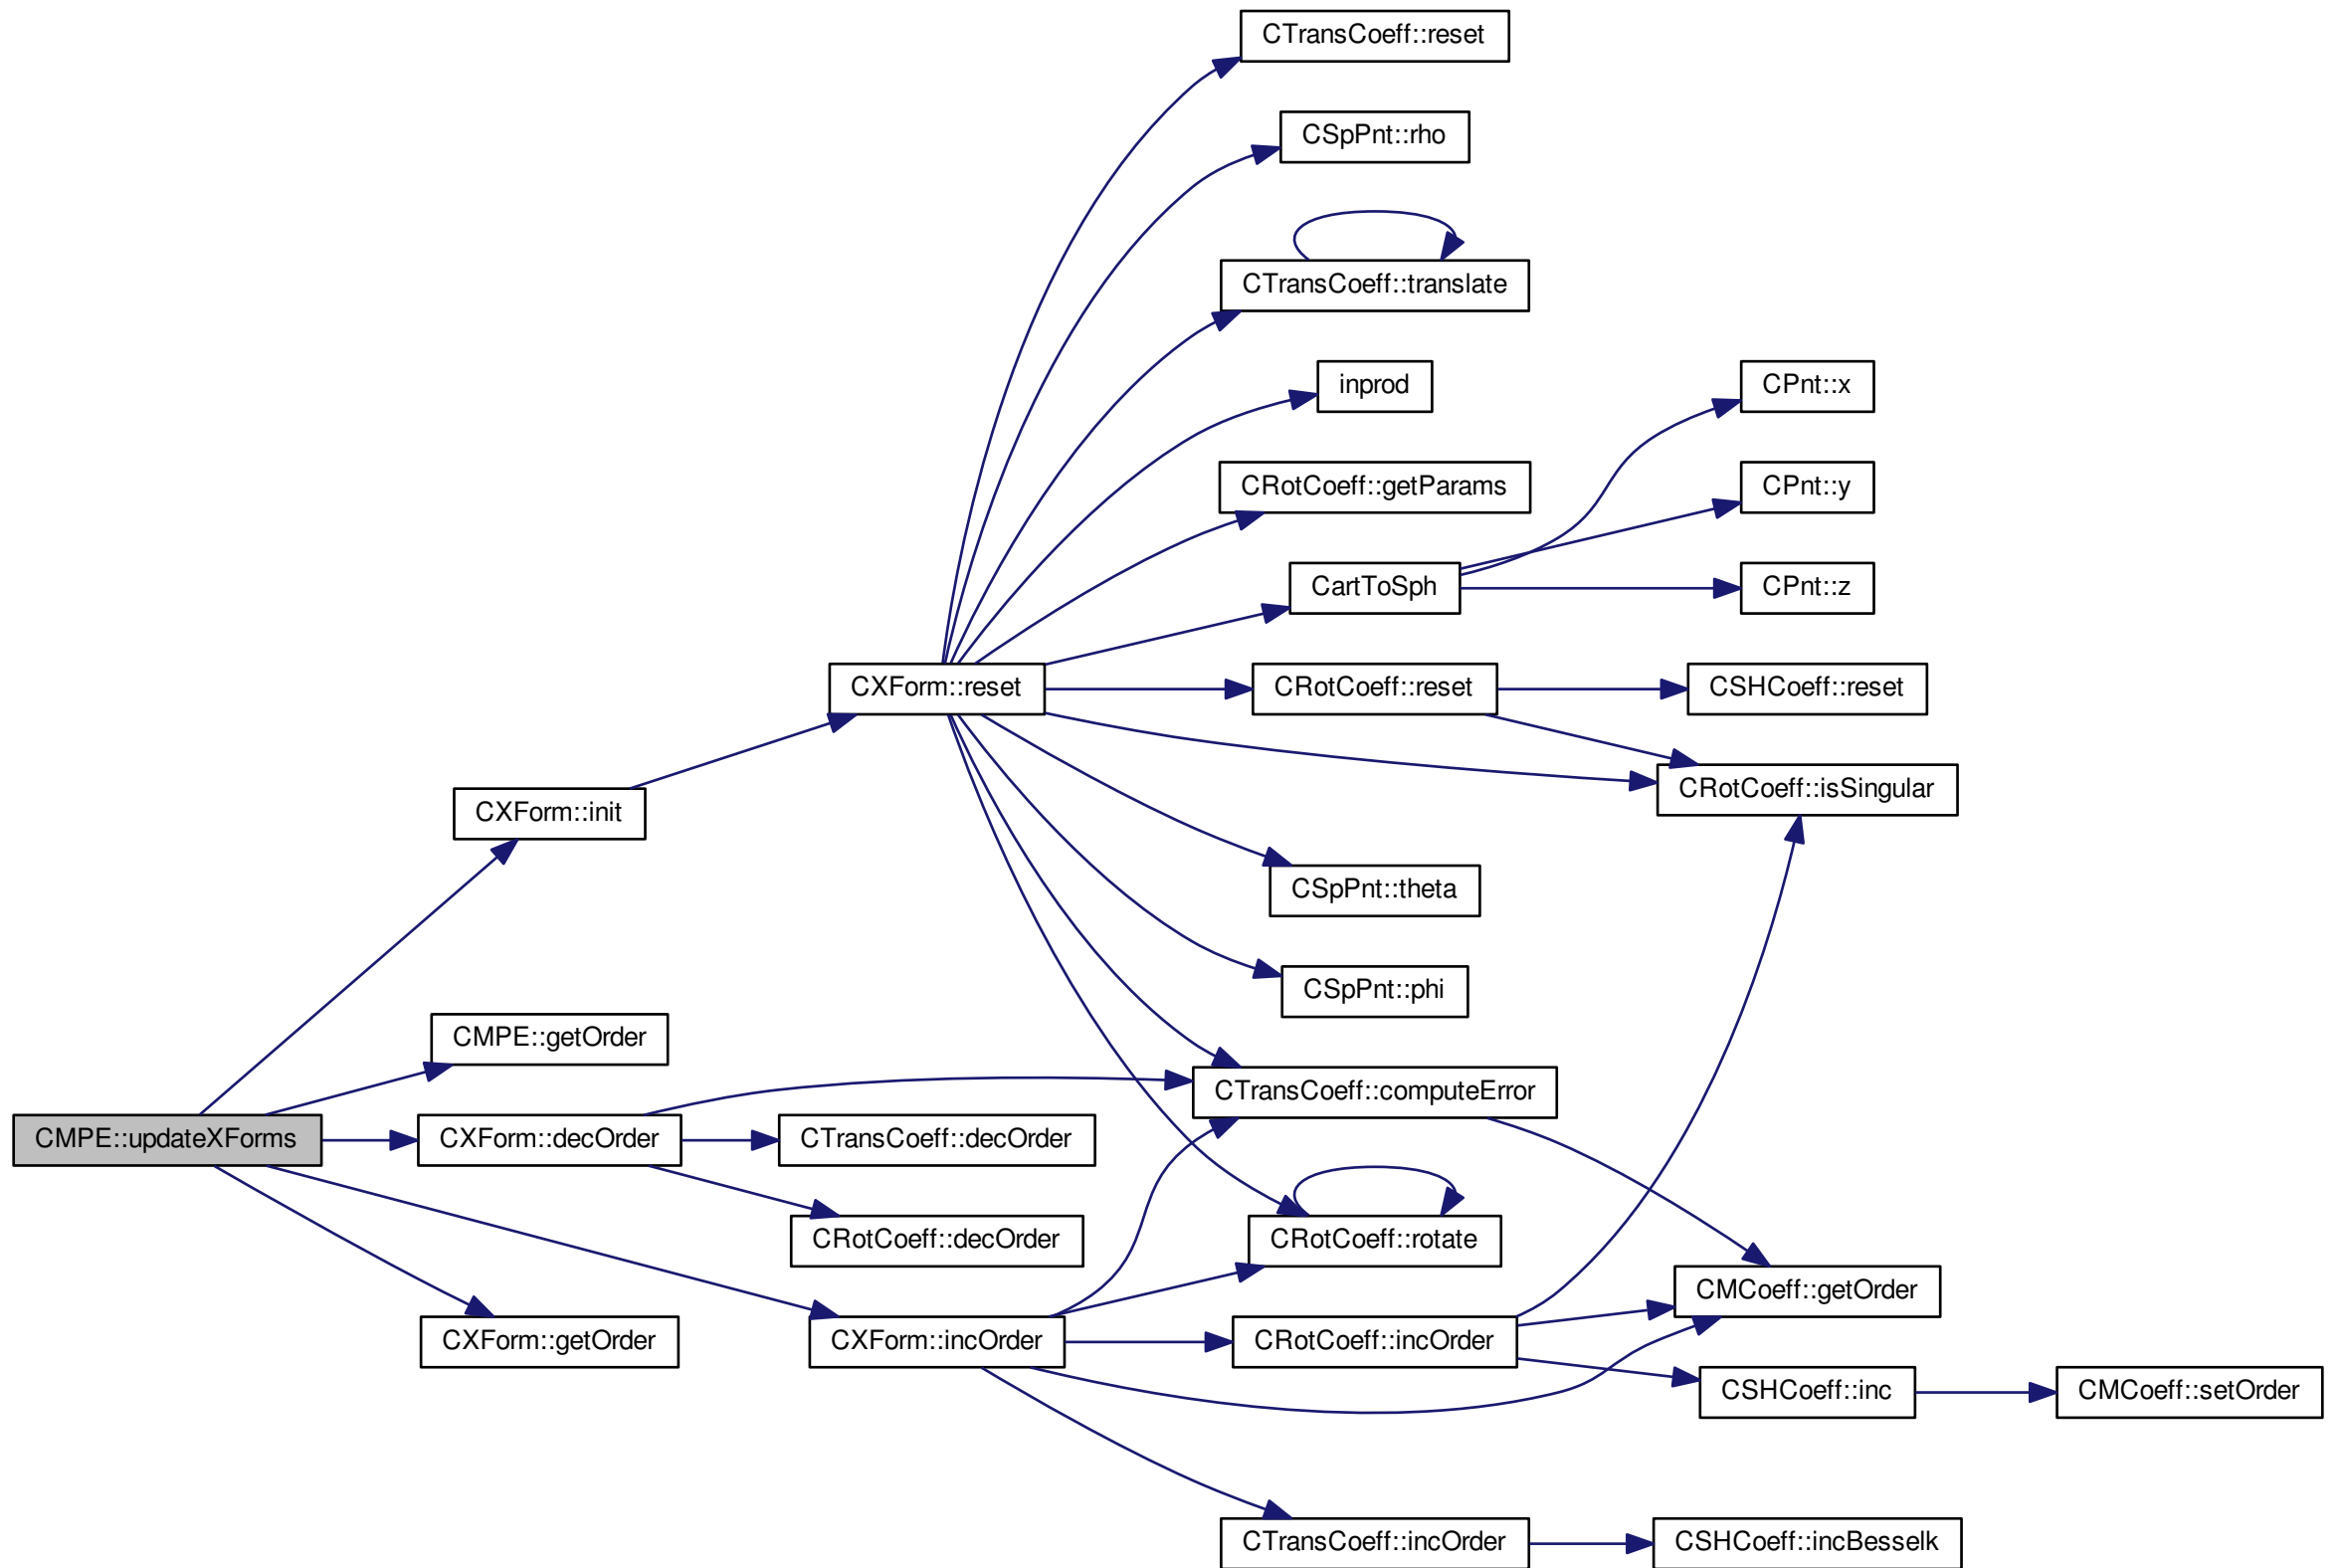 CTransCoeff::reset
CSpPnt::rho
CTransCoeff::translate
inprod
CPnt::x
CRotCoeff::getParams
CPnt::y
CartToSph
CPnt::z
CXForm::reset
CRotCoeff::reset
CSHCoeff::reset
CXForm::init
CRotCoeff::isSingular
CSpPnt::theta
CSpPnt::phi
CMPE::getOrder
CTransCoeff::computeError
CMPE::updateXForms
CXForm::decOrder
CTransCoeff::decOrder
CRotCoeff::decOrder
CRotCoeff::rotate
CMCoeff::getOrder
CXForm::getOrder
CXForm::incOrder
CRotCoeff::incOrder
CSHCoeff::inc
CMCoeff::setOrder
CTransCoeff::incOrder
CSHCoeff::incBesselk